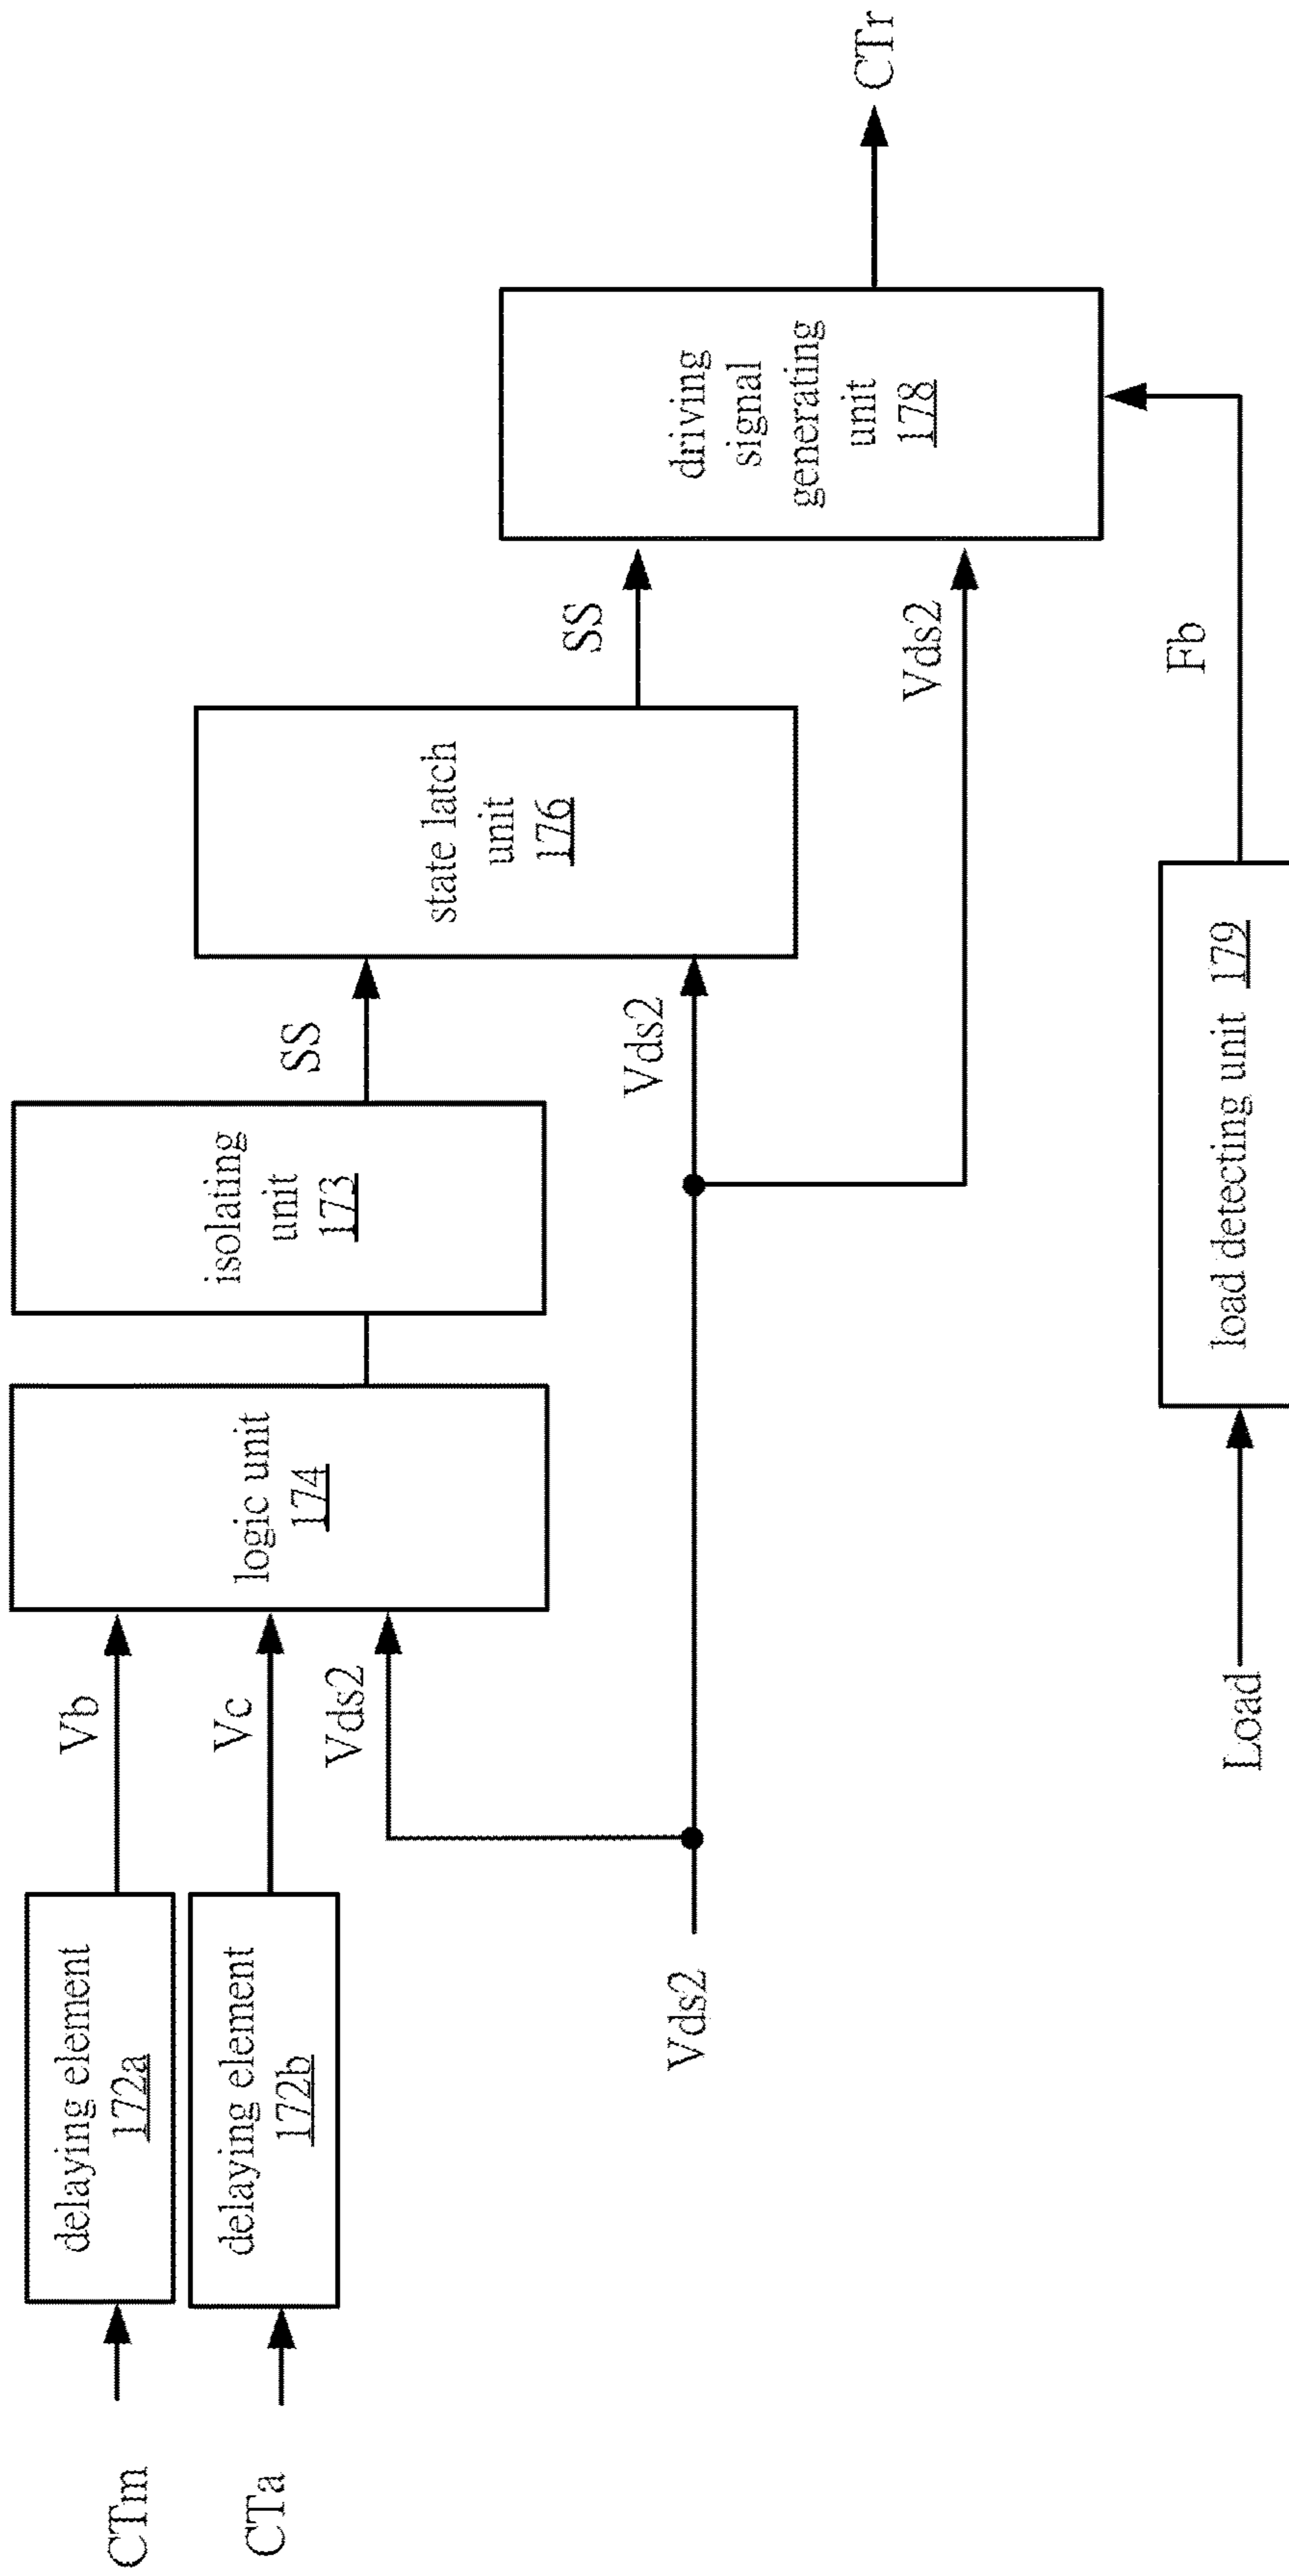 CTm
delaying element
172a
Vb
CTa
delaying element
172b
Vc
Vds2
logic unit
174
isolating
unit
173
SS
state latch
unit
176
Vds2
Vds2
SS
Vds2
driving
signal
generating
unit
178
CTr
Load
load detecting unit 179
Fb